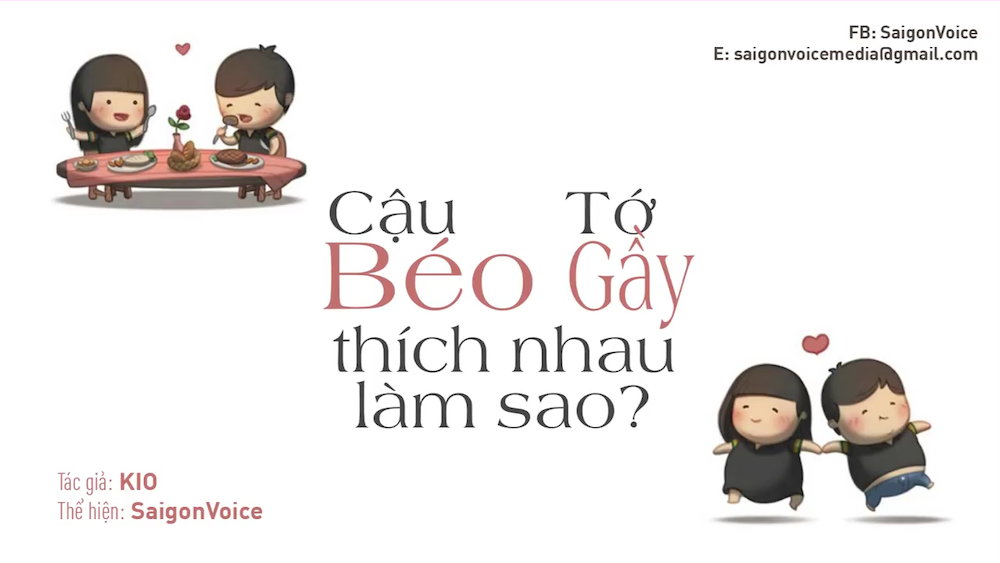 FB: SaigonVoice
E: saigonvoicemedia@gmail.com
Cậu Tớ
Béo Gầy
thích nhau
làm sao?
Tác giả: KIO
Thể hiện: SaigonVoice